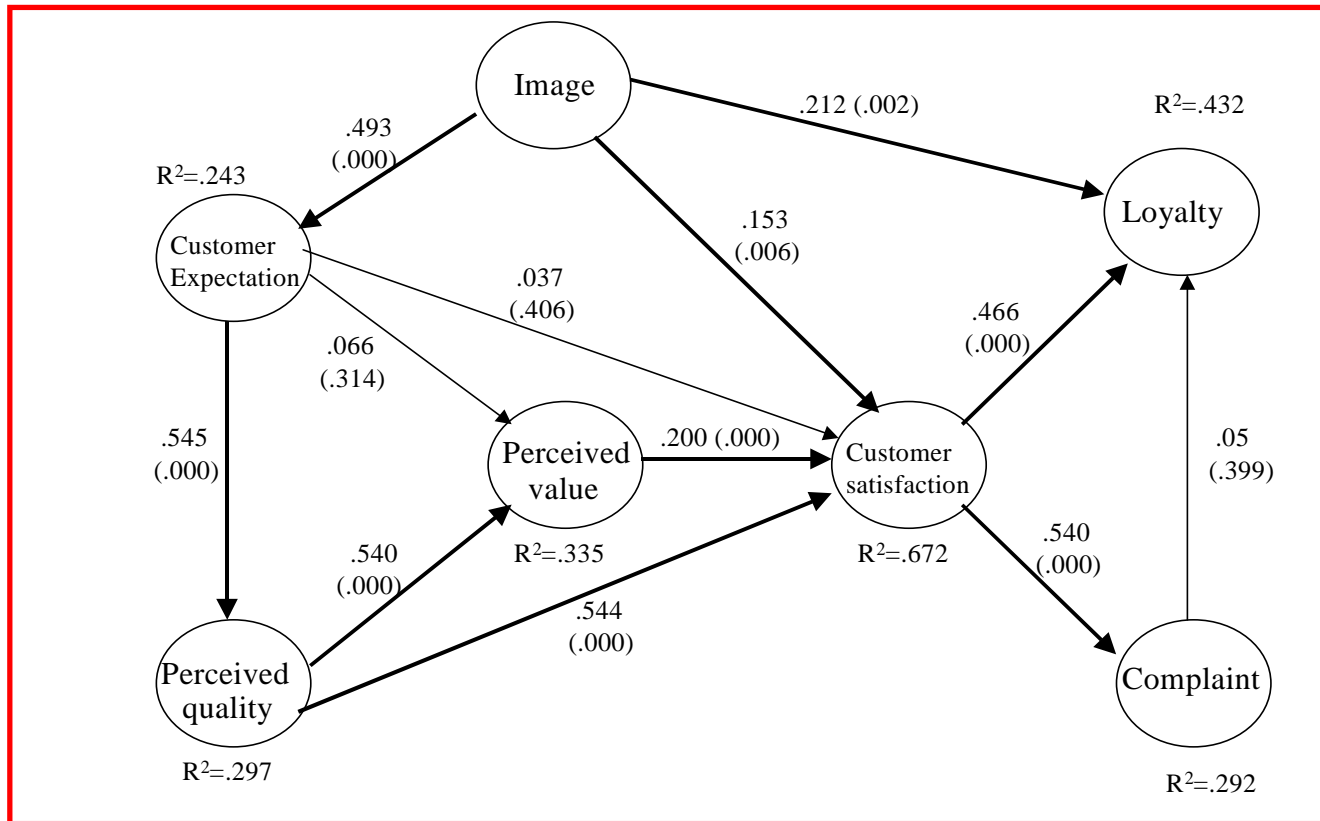 Image
.212 (.002)
R²=.432
.493
(.000)
R²=.243
Loyalty
Customer
Expectation
.153
(.006)
.037
(.406)
.466
(.000)
.066
(.314)
.545
(.000)
Perceived
value
.200 (.000)
Customer
satisfaction
.05
(.399)
R²=.335
R²=.672
.540
(.000)
.540
(.000)
.544
(.000)
Perceived
quality
Complaint
R²=.297
R²=.292